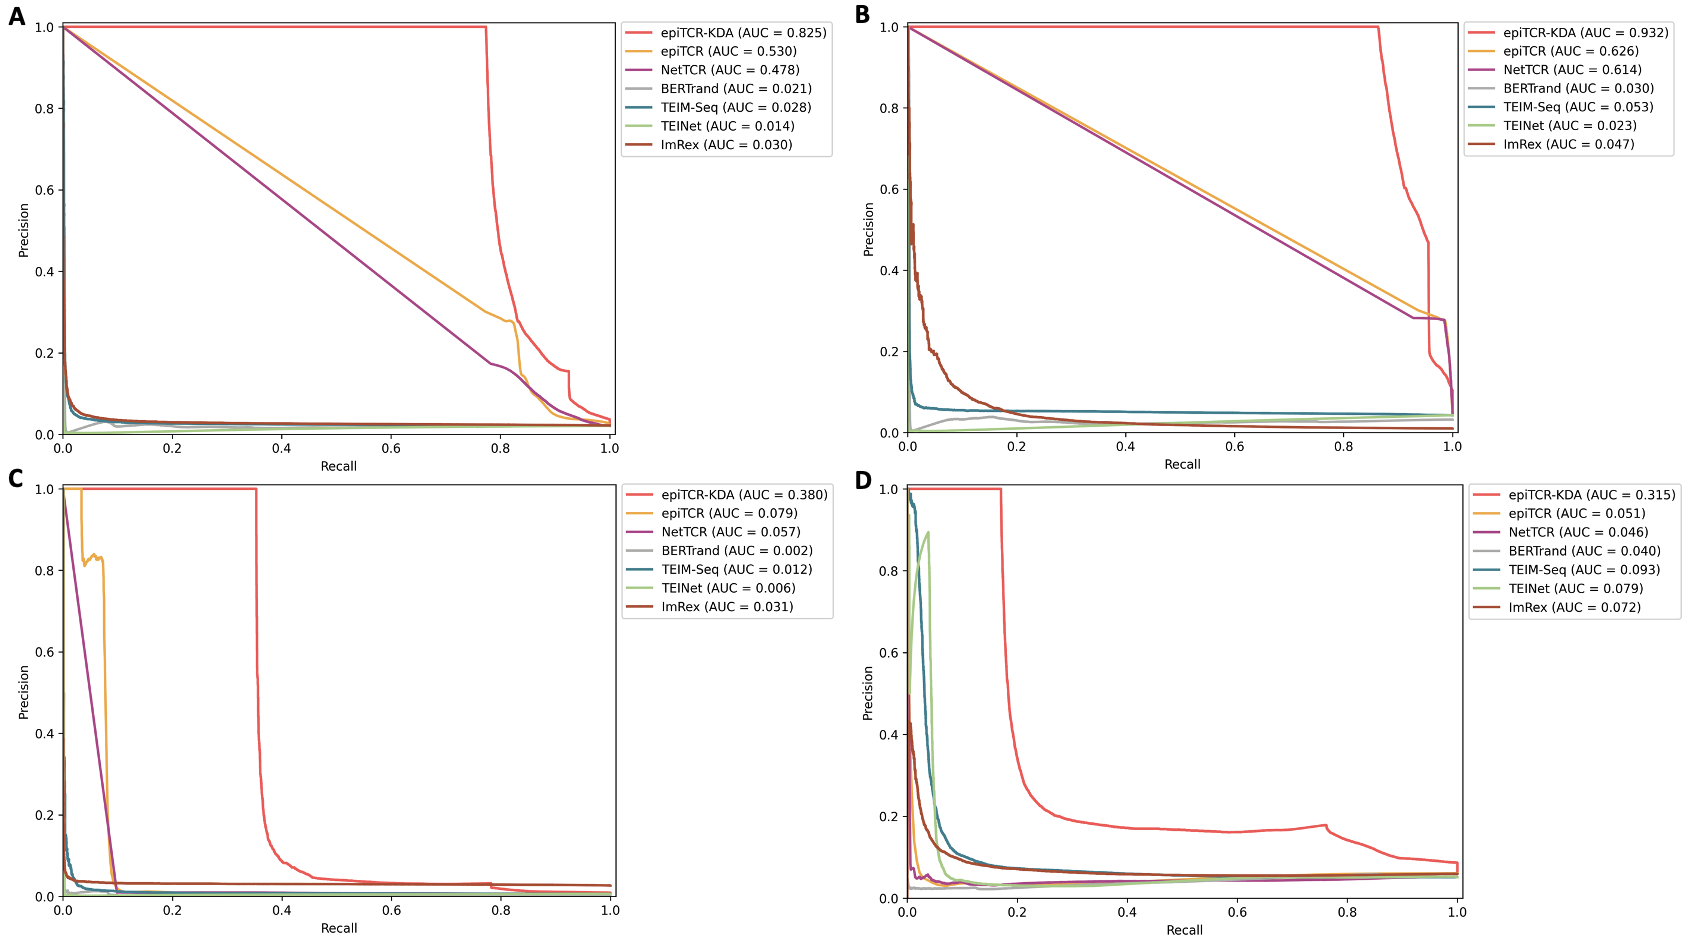 A
1.0
0.8
0.6
0.4
0.2
0.0
Precision
0.0 0.2 0.4 0.6 0.8 1.0
Recall
epiTCR-KDA (AUC = 0.825)
epiTCR (AUC = 0.530)
NetTCR (AUC = 0.478)
BERTrand (AUC = 0.021)
TEIM-Seq (AUC = 0.028)
TEINet (AUC = 0.014)
ImRex (AUC = 0.030)
B
1.0
0.8
0.6
0.4
0.2
0.0
Precision
0.0 0.2 0.4 0.6 0.8 1.0
Recall
epiTCR-KDA (AUC = 0.932)
epiTCR (AUC = 0.626)
NetTCR (AUC = 0.614)
BERTrand (AUC = 0.030)
TEIM-Seq (AUC = 0.053)
TEINet (AUC = 0.023)
ImRex (AUC = 0.047)
C
1.0
0.8
0.6
0.4
0.2
0.0
Precision
0.0 0.2 0.4 0.6 0.8 1.0
Recall
epiTCR-KDA (AUC = 0.380)
epiTCR (AUC = 0.079)
NetTCR (AUC = 0.057)
BERTrand (AUC = 0.002)
TEIM-Seq (AUC = 0.012)
TEINet (AUC = 0.006)
ImRex (AUC = 0.031)
D
1.0
0.8
0.6
0.4
0.2
0.0
Precision
0.0 0.2 0.4 0.6 0.8 1.0
Recall
epiTCR-KDA (AUC = 0.315)
epiTCR (AUC = 0.051)
NetTCR (AUC = 0.046)
BERTrand (AUC = 0.040)
TEIM-Seq (AUC = 0.093)
TEINet (AUC = 0.079)
ImRex (AUC = 0.072)